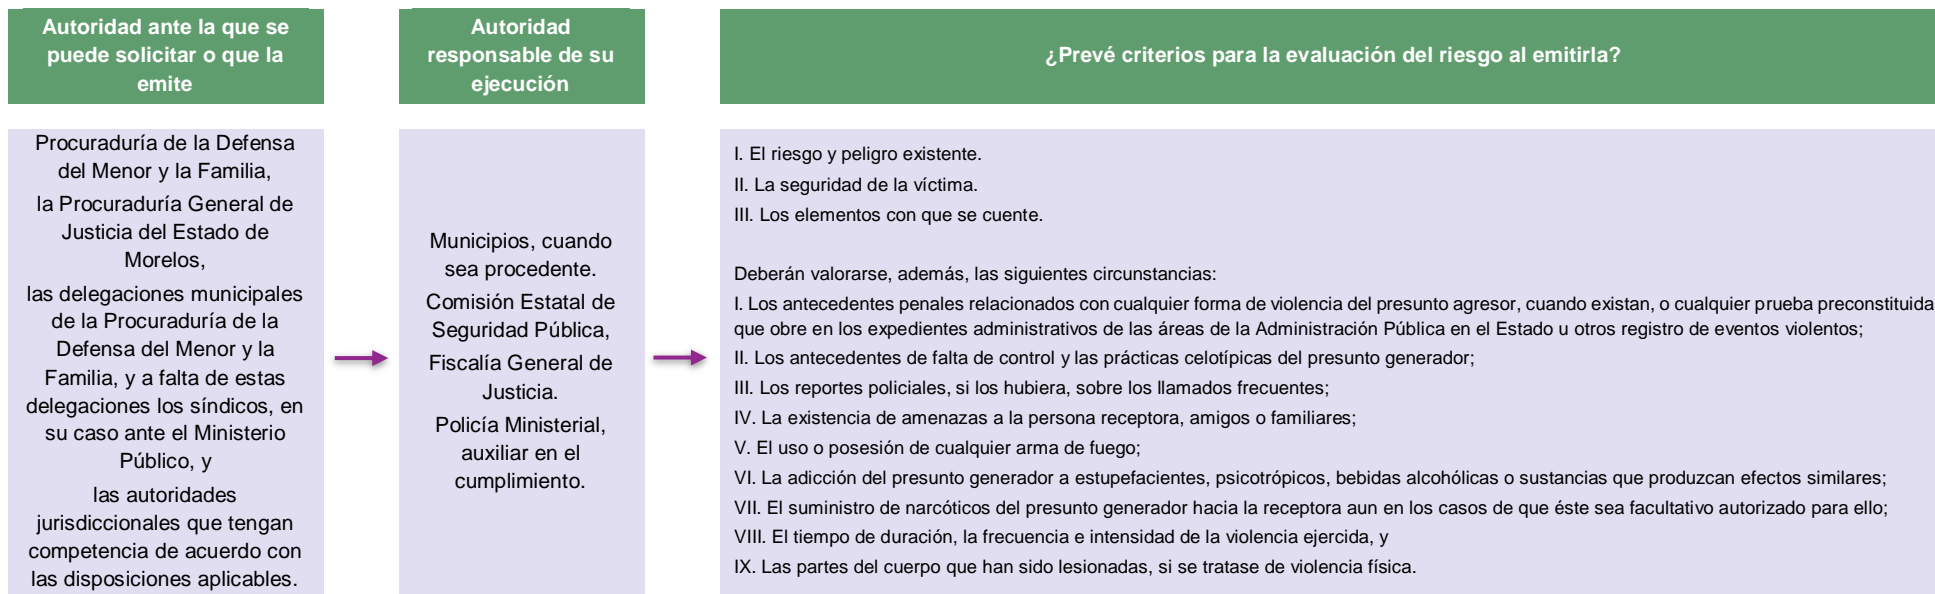 Autoridad ante la que se
puede solicitar o que la
emite
Autoridad
responsable de su
ejecución
¿Prevé criterios para la evaluación del riesgo al emitirla?
Procuraduría de la Defensa
del Menor y la Familia,
la Procuraduría General de
Justicia del Estado de
Morelos,
las delegaciones municipales
de la Procuraduría de la
Defensa del Menor y la
Familia, y a falta de estas
delegaciones los síndicos, en
su caso ante el Ministerio
Público, y
las autoridades
jurisdiccionales que tengan
competencia de acuerdo con
las disposiciones aplicables.
Municipios, cuando
sea procedente.
Comisión Estatal de
Seguridad Pública,
Fiscalía General de
Justicia.
Policía Ministerial,
auxiliar en el
cumplimiento.
I. El riesgo y peligro existente.
II. La seguridad de la víctima.
III. Los elementos con que se cuente.
Deberán valorarse, además, las siguientes circunstancias:
I. Los antecedentes penales relacionados con cualquier forma de violencia del presunto agresor, cuando existan, o cualquier prueba preconstituida
que obre en los expedientes administrativos de las áreas de la Administración Pública en el Estado u otros registro de eventos violentos;
II. Los antecedentes de falta de control y las prácticas celotípicas del presunto generador;
III. Los reportes policiales, si los hubiera, sobre los llamados frecuentes;
IV. La existencia de amenazas a la persona receptora, amigos o familiares;
V. El uso o posesión de cualquier arma de fuego;
VI. La adicción del presunto generador a estupefacientes, psicotrópicos, bebidas alcohólicas o sustancias que produzcan efectos similares;
VII. El suministro de narcóticos del presunto generador hacia la receptora aun en los casos de que éste sea facultativo autorizado para ello;
VIII. El tiempo de duración, la frecuencia e intensidad de la violencia ejercida, y
IX. Las partes del cuerpo que han sido lesionadas, si se tratase de violencia física.